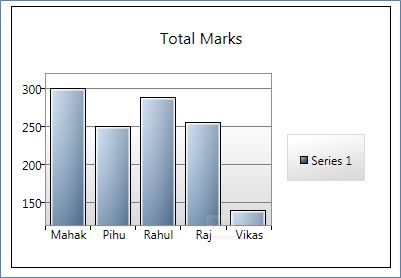 Total Marks
300
250
200
150
Mahak Pihu Rahul Raj Vikas
Series 1